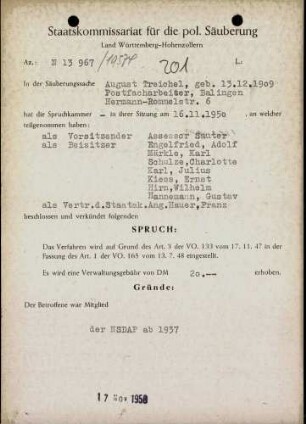 Staatskommissariat für die pol. Säuberung
Land Württemberg-Hohenzollern
Az.: N 13 967 /10574 L:
201
In der Säuberungssache August Treichel, geb. 13.12.1909
Postfacharbeiter, Balingen
Hermann-Rommelstr. 6
hat die Spruchkammer – in ihrer Sitzung am 16.11.1950 , an welcher
teilgenommen haben:
als Vorsitzender Assessor Sauter
als Beisitzer Engelfried, Adolf
Märkle, Karl
Schulze, Charlotte
Karl, Julius
Kiess, Ernst
Hirn, Wilhelm
Hannemann, Gustav
als Vertr.d.Staatsk. Ang. Hauer, Franz
beschlossen und verkündet folgenden
SPRUCH:
Das Verfahren wird auf Grund des Art. 3 der VO. 133 vom 17. 11. 47 in
der Fassung des Art. 1 der VO. 165 vom 13. 7. 48 eingestellt.
Es wird eine Verwaltungsgebühr von DM 20.-- erhoben.
Gründe:
Der Betroffene war Mitglied
der NSDAP ab 1937
17 Nov 1950